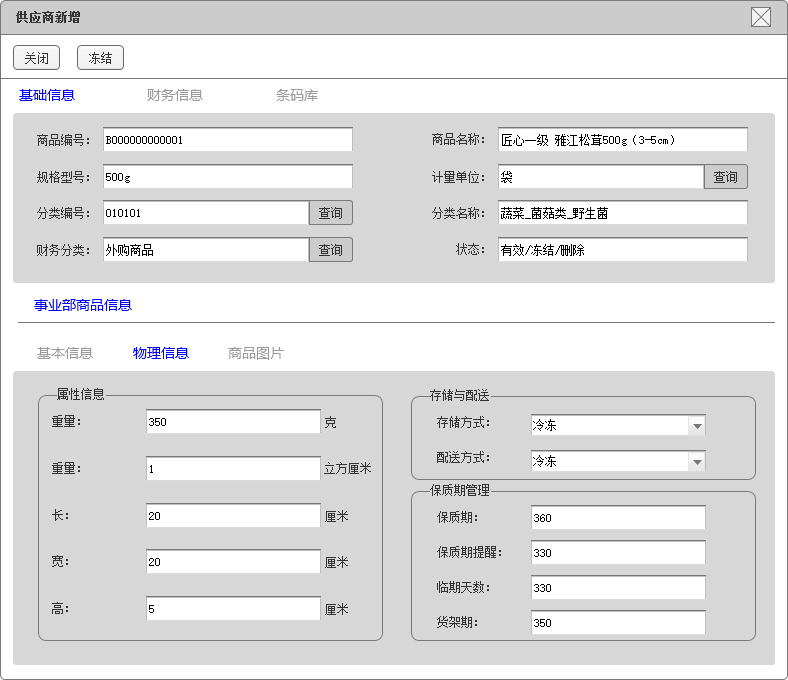 供应商新增
关闭 冻结
基础信息 财务信息 条码库
商品编号: B000000000001 商品名称: 匠心一级 雅江松茸500g（3-5cm）
规格型号: 500g 计量单位: 袋 查询
分类编号: 010101 查询 分类名称: 蔬菜_菌菇类_野生菌
财务分类: 外购商品 查询 状态: 有效/冻结/删除
事业部商品信息
基本信息 物理信息 商品图片
属性信息
重量: 350 克
重量: 1 立方厘米
长: 20 厘米
宽: 20 厘米
高: 5 厘米
存储与配送
存储方式: 冷冻
配送方式: 冷冻
保质期管理
保质期: 360
保质期提醒: 330
临期天数: 330
货架期: 350